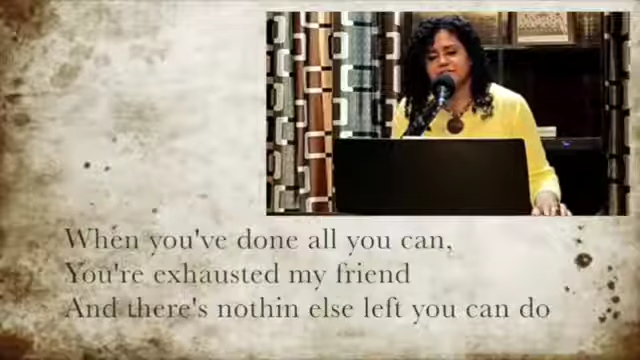 When you've done all you can,
You're exhausted my friend
And there's nothin else left you can do